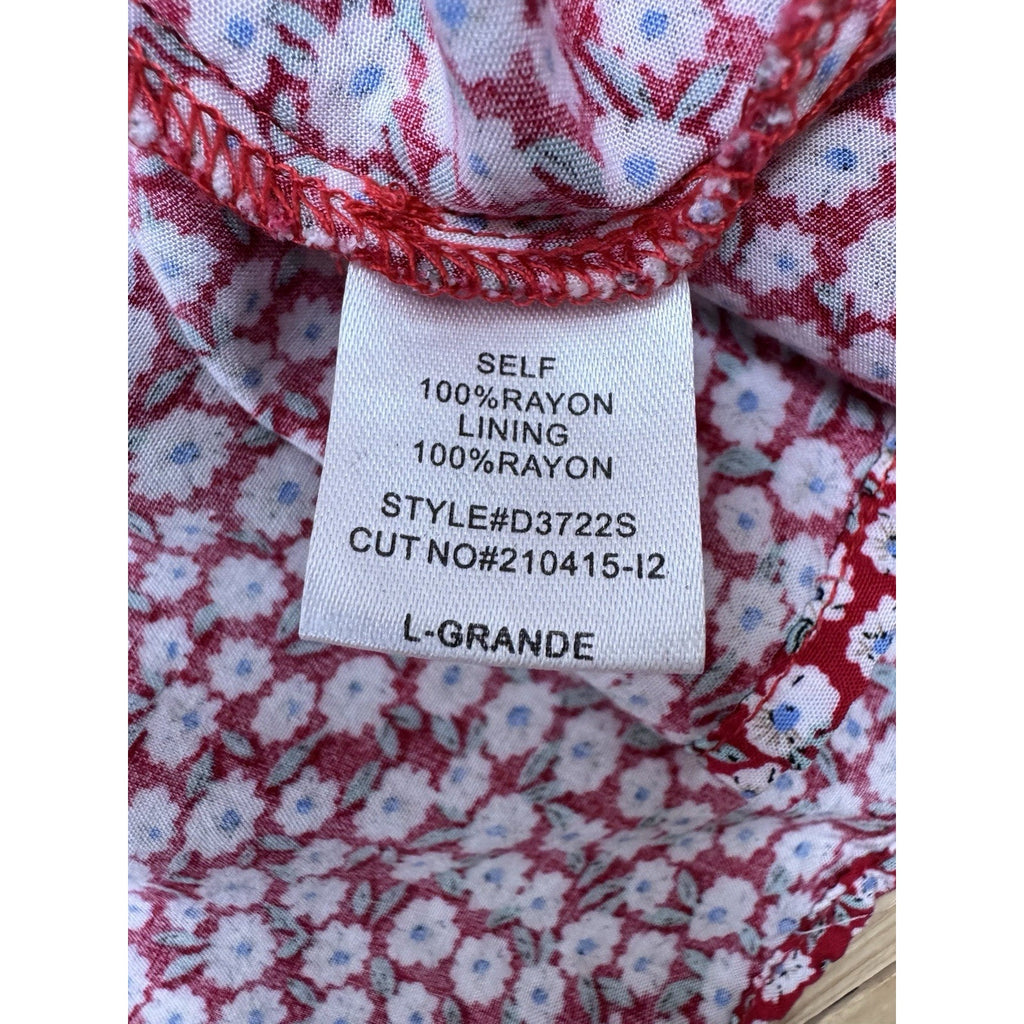 SELF
100%RAYON
LINING
100%RAYON
STYLE#D3722S
CUT NO#210415-I2
L-GRANDE